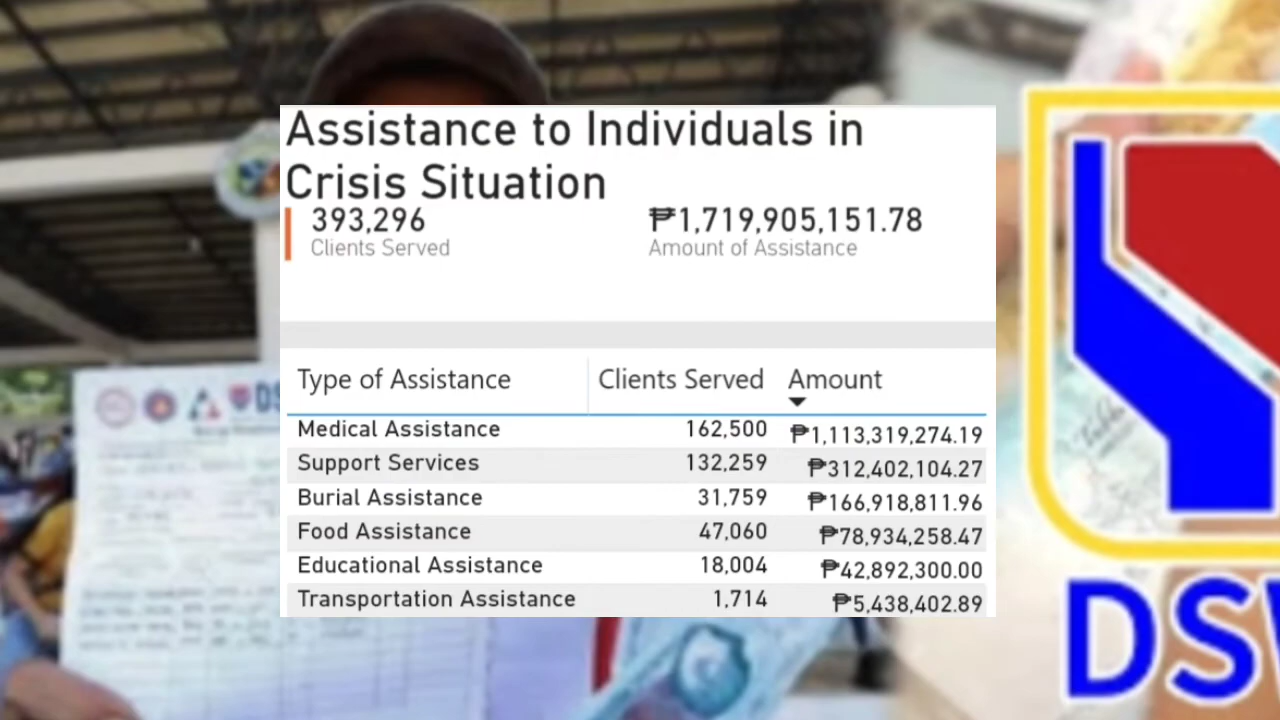 Assistance to Individuals in
Crisis Situation
393,296 ₱1,719,905,151.78
Clients Served Amount of Assistance
Type of Assistance Clients Served Amount
Medical Assistance 162,500 ₱1,113,319,274.19
Support Services 132,259 ₱312,402,104.27
Burial Assistance 31,759 ₱166,918,811.96
Food Assistance 47,060 ₱78,934,258.47
Educational Assistance 18,004 ₱42,892,300.00
Transportation Assistance 1,714 ₱5,438,402.89
DS
DS